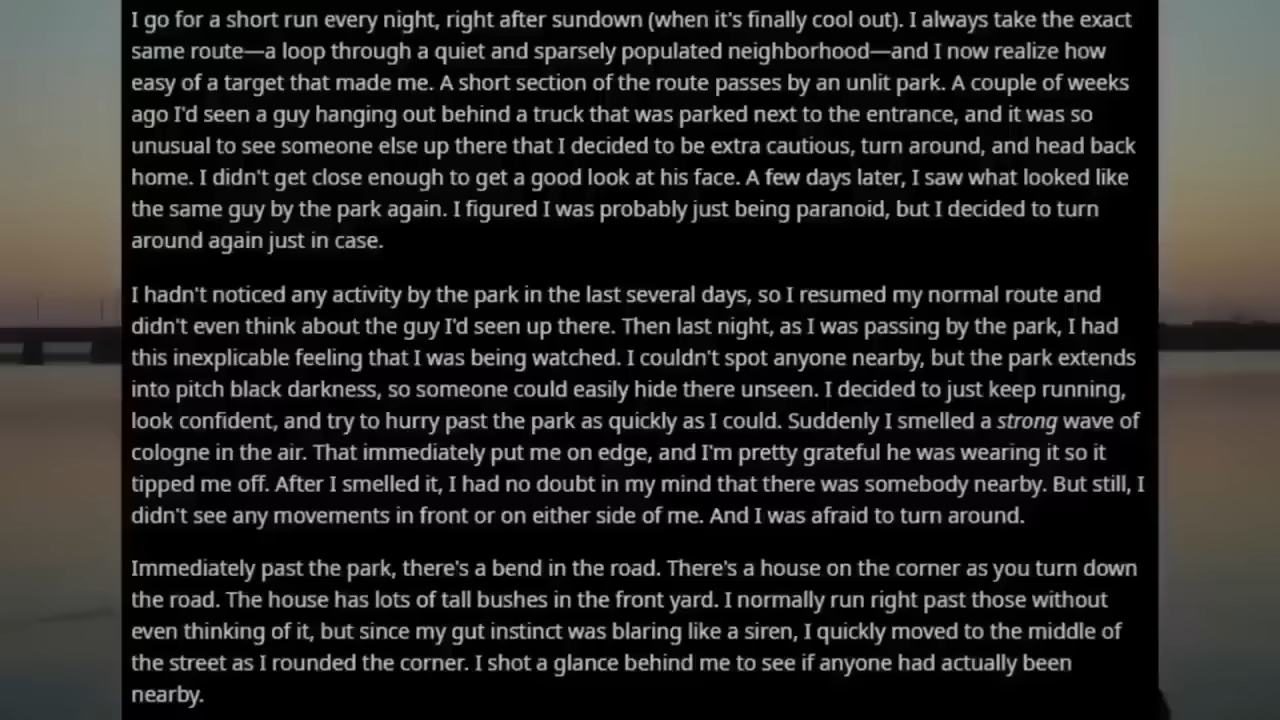 I go for a short run every night, right after sundown (when it's finally cool out). I always take the exact
same route—a loop through a quiet and sparsely populated neighborhood—and I now realize how
easy of a target that made me. A short section of the route passes by an unlit park. A couple of weeks
ago I'd seen a guy hanging out behind a truck that was parked next to the entrance, and it was so
unusual to see someone else up there that I decided to be extra cautious, turn around, and head back
home. I didn't get close enough to get a good look at his face. A few days later, I saw what looked like
the same guy by the park again. I figured I was probably just being paranoid, but I decided to turn
around again just in case.
I hadn't noticed any activity by the park in the last several days, so I resumed my normal route and
didn't even think about the guy I'd seen up there. Then last night, as I was passing by the park, I had
this inexplicable feeling that I was being watched. I couldn't spot anyone nearby, but the park extends
into pitch black darkness, so someone could easily hide there unseen. I decided to just keep running,
look confident, and try to hurry past the park as quickly as I could. Suddenly I smelled a strong wave of
cologne in the air. That immediately put me on edge, and I'm pretty grateful he was wearing it so it
tipped me off. After I smelled it, I had no doubt in my mind that there was somebody nearby. But still, I
didn't see any movements in front or on either side of me. And I was afraid to turn around.
Immediately past the park, there's a bend in the road. There's a house on the corner as you turn down
the road. The house has lots of tall bushes in the front yard. I normally run right past those without
even thinking of it, but since my gut instinct was blaring like a siren, I quickly moved to the middle of
the street as I rounded the corner. I shot a glance behind me to see if anyone had actually been
nearby.